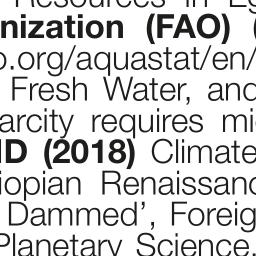 Resources in Eg
nization (FAO) (
o.org/aquastat/en/
Fresh Water, and
arcity requires mi
ND (2018) Climate
iopian Renaissanc
Dammed’, Foreig
Planetary Science.